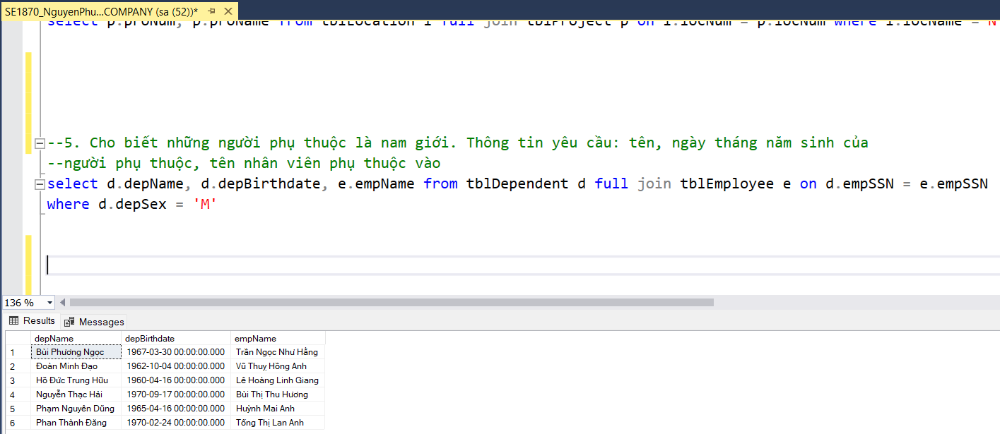 SE1870_NguyenPhu...COMPANY (sa (52))*
select p.proNum, p.proName from tblLocation l full join tblProject p on l.locNum = p.locNum where l.locName = N'
--5. Cho biết những người phụ thuộc là nam giới. Thông tin yêu cầu: tên, ngày tháng năm sinh của
--người phụ thuộc, tên nhân viên phụ thuộc vào
select d.depName, d.depBirthdate, e.empName from tblDependent d full join tblEmployee e on d.empSSN = e.empSSN
where d.depSex = 'M'
136 %
Results Messages
depName depBirthdate empName
1 Bùi Phương Ngọc 1967-03-30 00:00:00.000 Trần Ngọc Như Hằng
2 Đoàn Minh Đạo 1962-10-04 00:00:00.000 Vũ Thuỵ Hồng Anh
3 Hồ Đức Trung Hữu 1960-04-16 00:00:00.000 Lê Hoàng Linh Giang
4 Nguyễn Thạc Hải 1970-09-17 00:00:00.000 Bùi Thị Thu Hương
5 Phạm Nguyên Dũng 1965-04-16 00:00:00.000 Huỳnh Mai Anh
6 Phan Thành Đăng 1970-02-24 00:00:00.000 Tống Thị Lan Anh